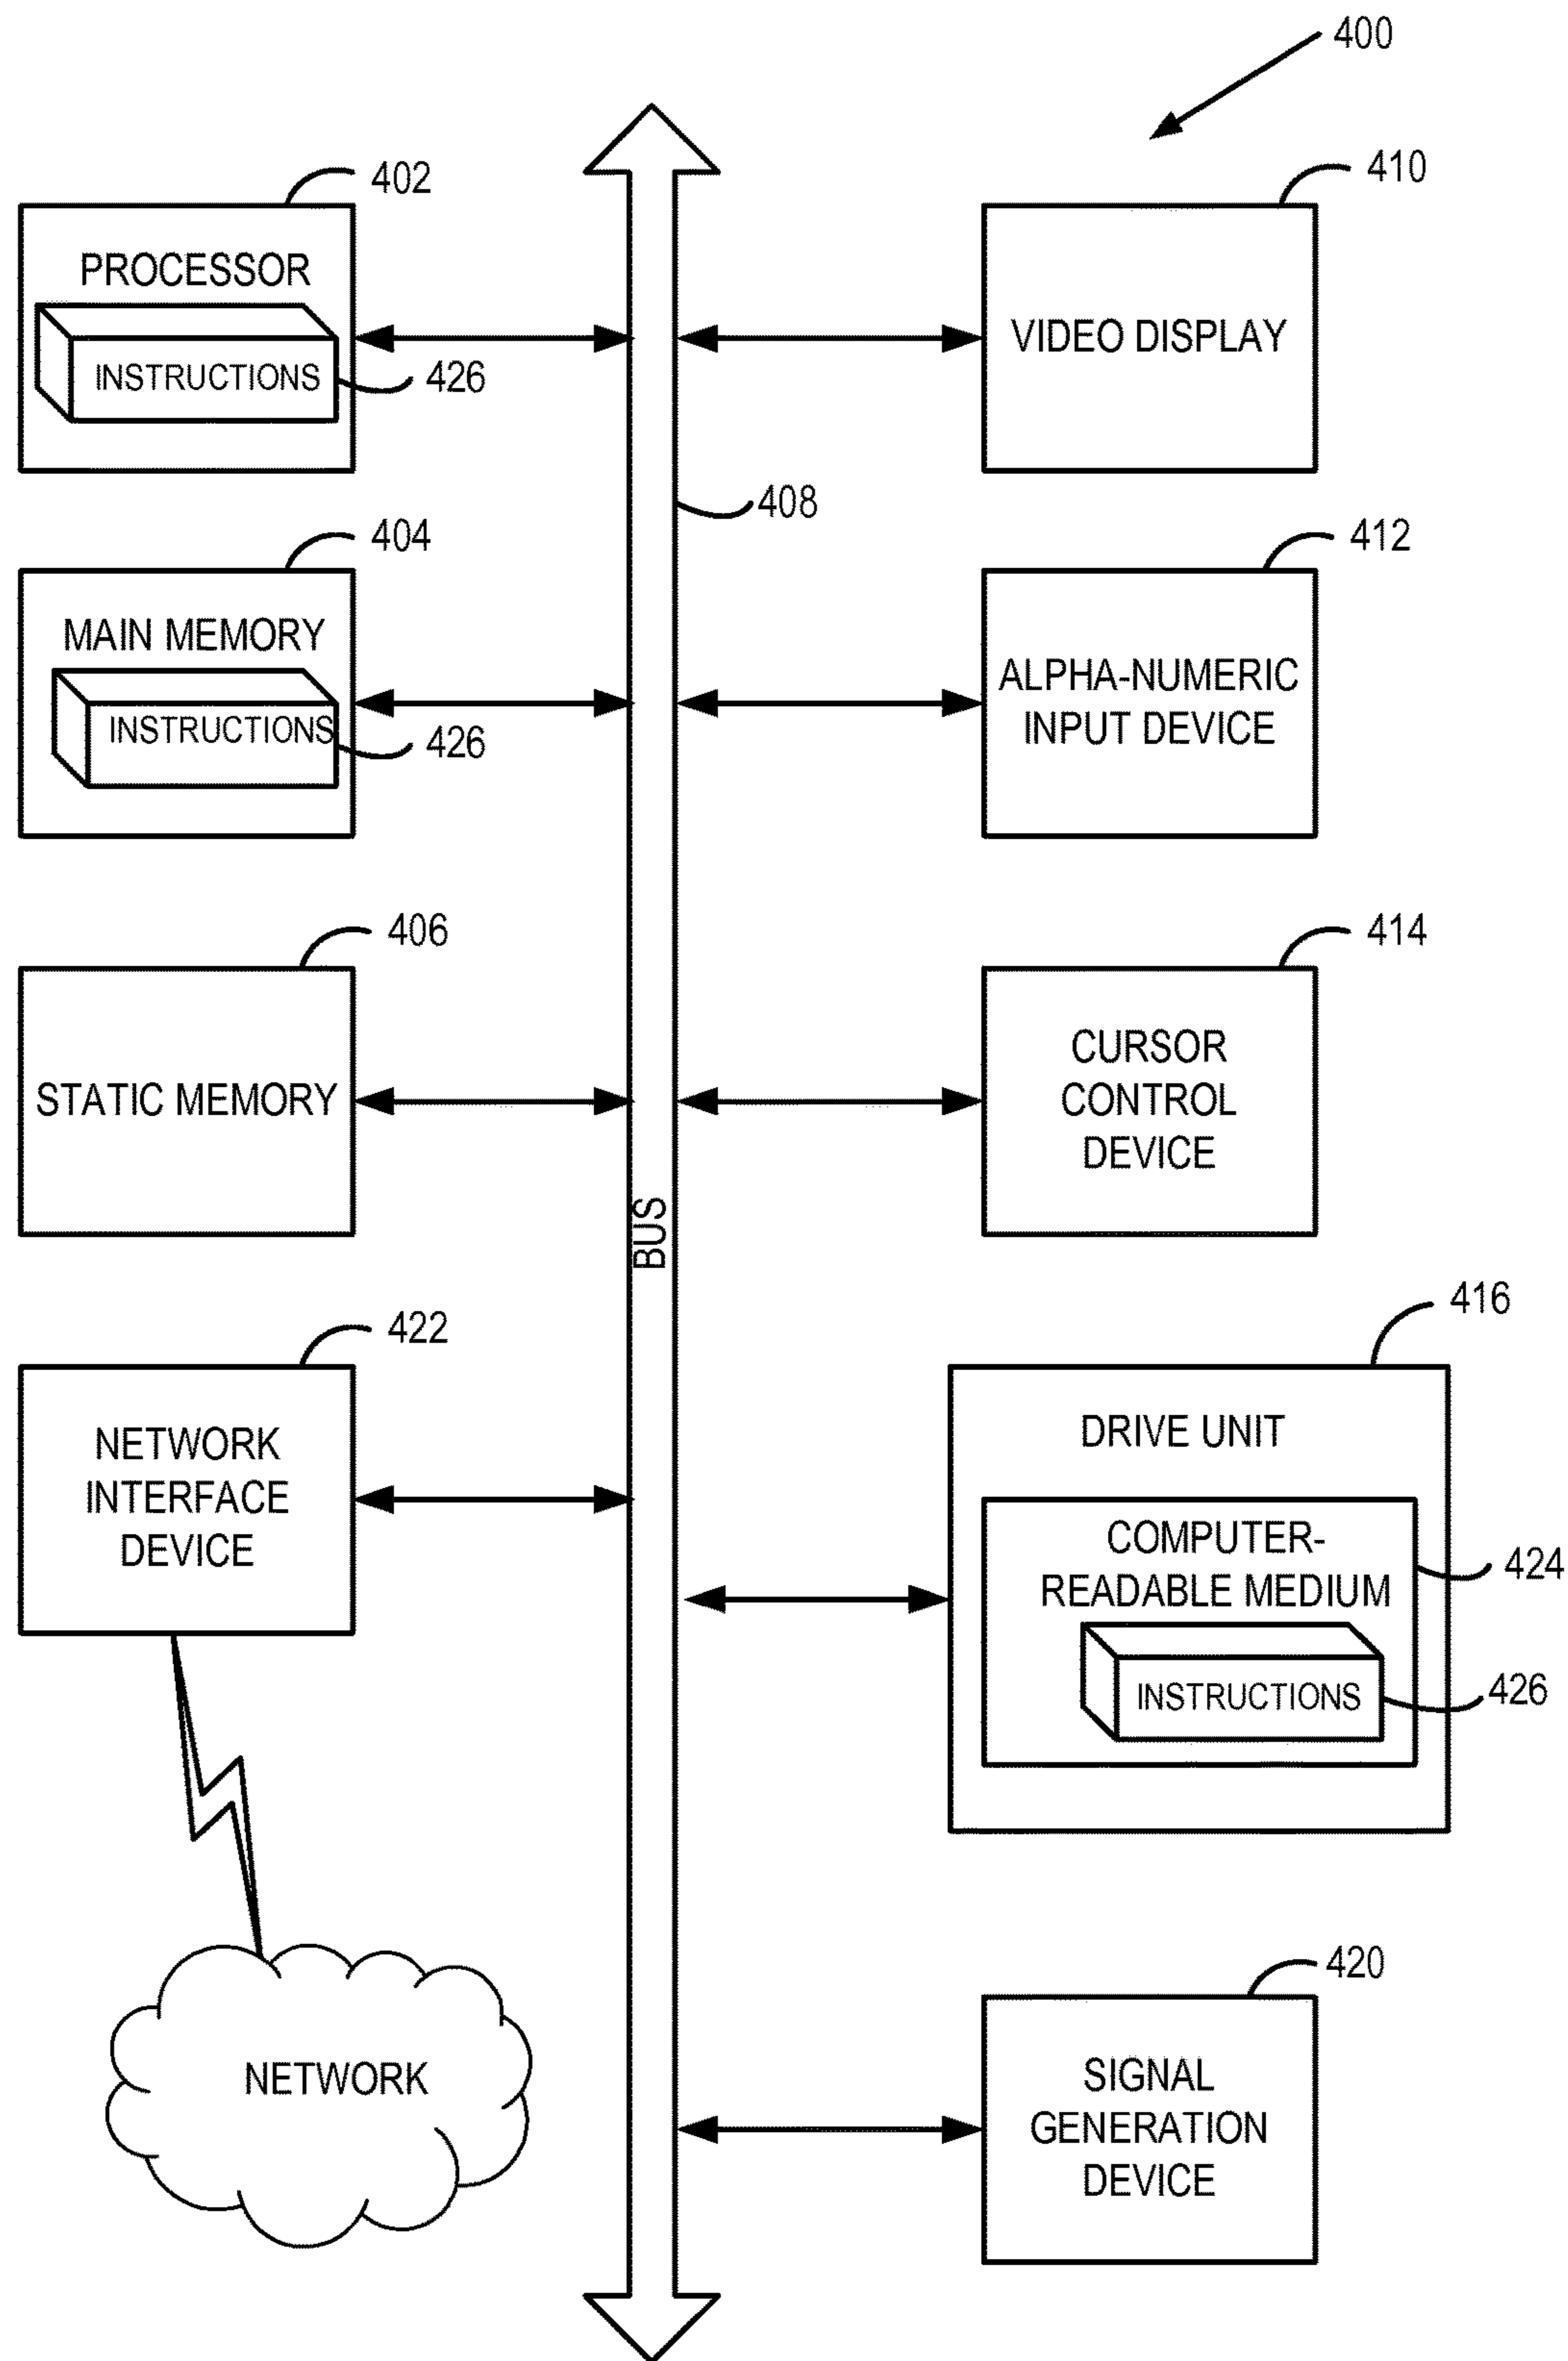 400
402
PROCESSOR
INSTRUCTIONS
426
410
VIDEO DISPLAY
408
404
MAIN MEMORY
INSTRUCTIONS
426
412
ALPHA-NUMERIC
INPUT DEVICE
406
STATIC MEMORY
414
CURSOR
CONTROL
DEVICE
BUS
422
NETWORK
INTERFACE
DEVICE
416
DRIVE UNIT
COMPUTER-
READABLE MEDIUM
424
INSTRUCTIONS
426
NETWORK
420
SIGNAL
GENERATION
DEVICE